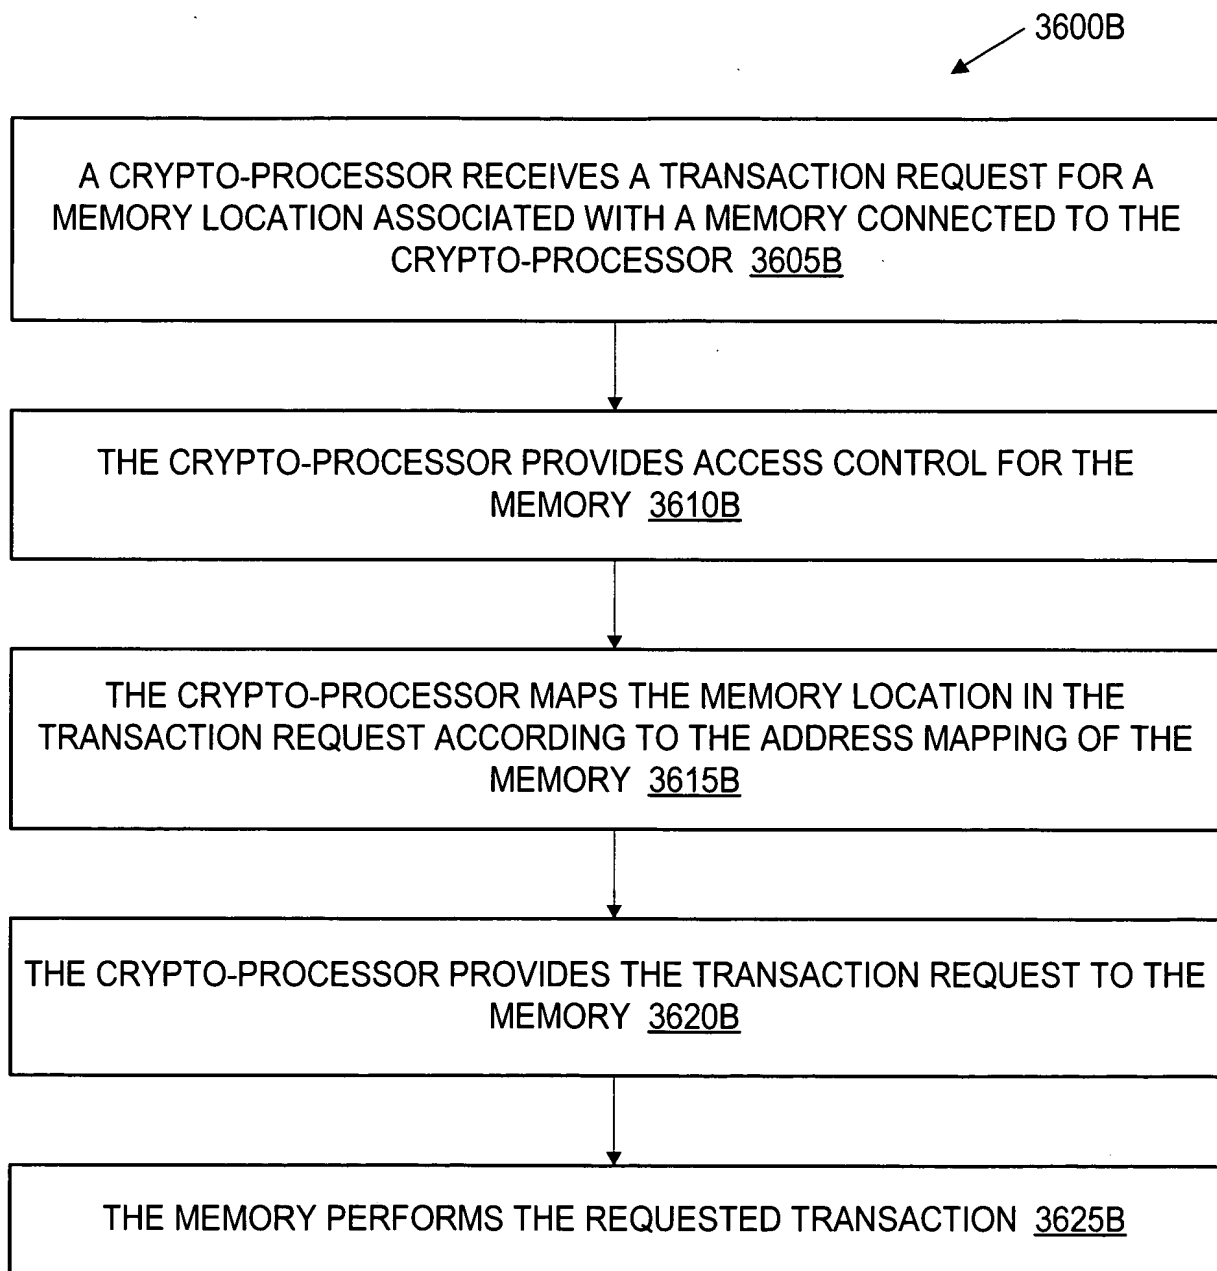 3600B
A CRYPTO-PROCESSOR RECEIVES A TRANSACTION REQUEST FOR A
MEMORY LOCATION ASSOCIATED WITH A MEMORY CONNECTED TO THE
CRYPTO-PROCESSOR 3605B
THE CRYPTO-PROCESSOR PROVIDES ACCESS CONTROL FOR THE
MEMORY 3610B
THE CRYPTO-PROCESSOR MAPS THE MEMORY LOCATION IN THE
TRANSACTION REQUEST ACCORDING TO THE ADDRESS MAPPING OF THE
MEMORY 3615B
THE CRYPTO-PROCESSOR PROVIDES THE TRANSACTION REQUEST TO THE
MEMORY 3620B
THE MEMORY PERFORMS THE REQUESTED TRANSACTION 3625B